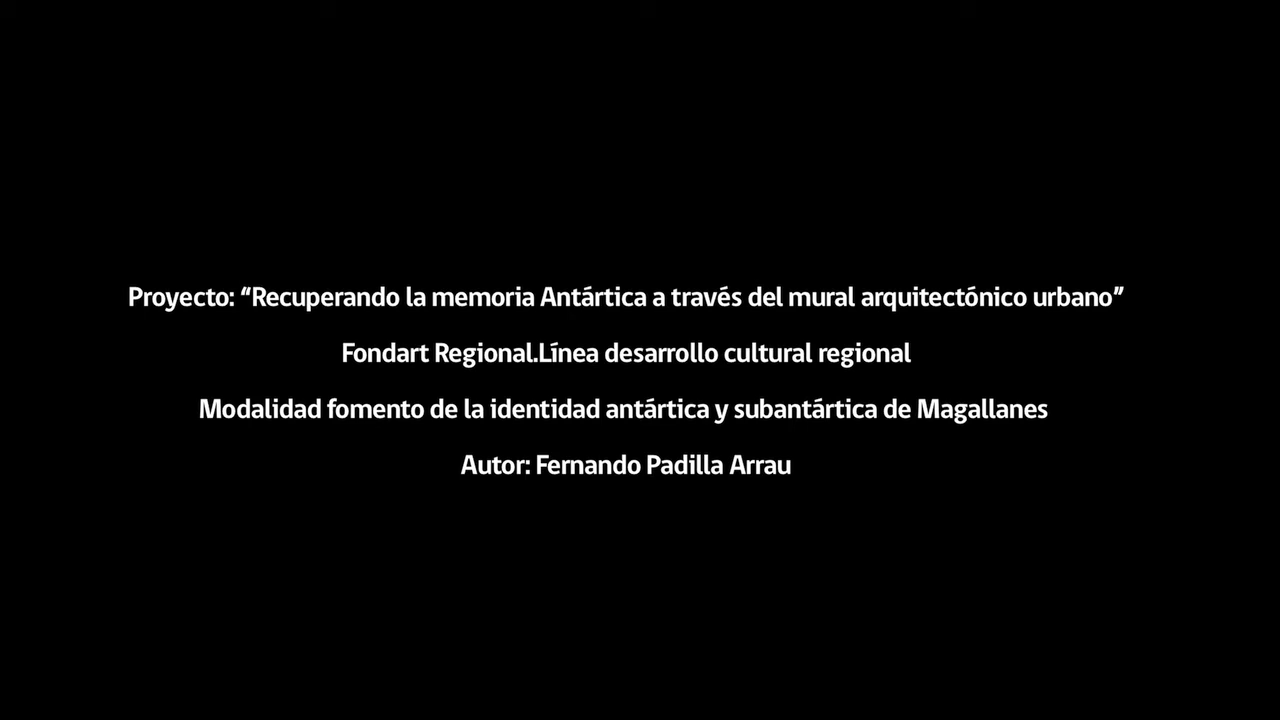 Proyecto: “Recuperando la memoria Antártica a través del mural arquitectónico urbano”
Fondart Regional.Línea desarrollo cultural regional
Modalidad fomento de la identidad antártica y subantártica de Magallanes
Autor: Fernando Padilla Arrau